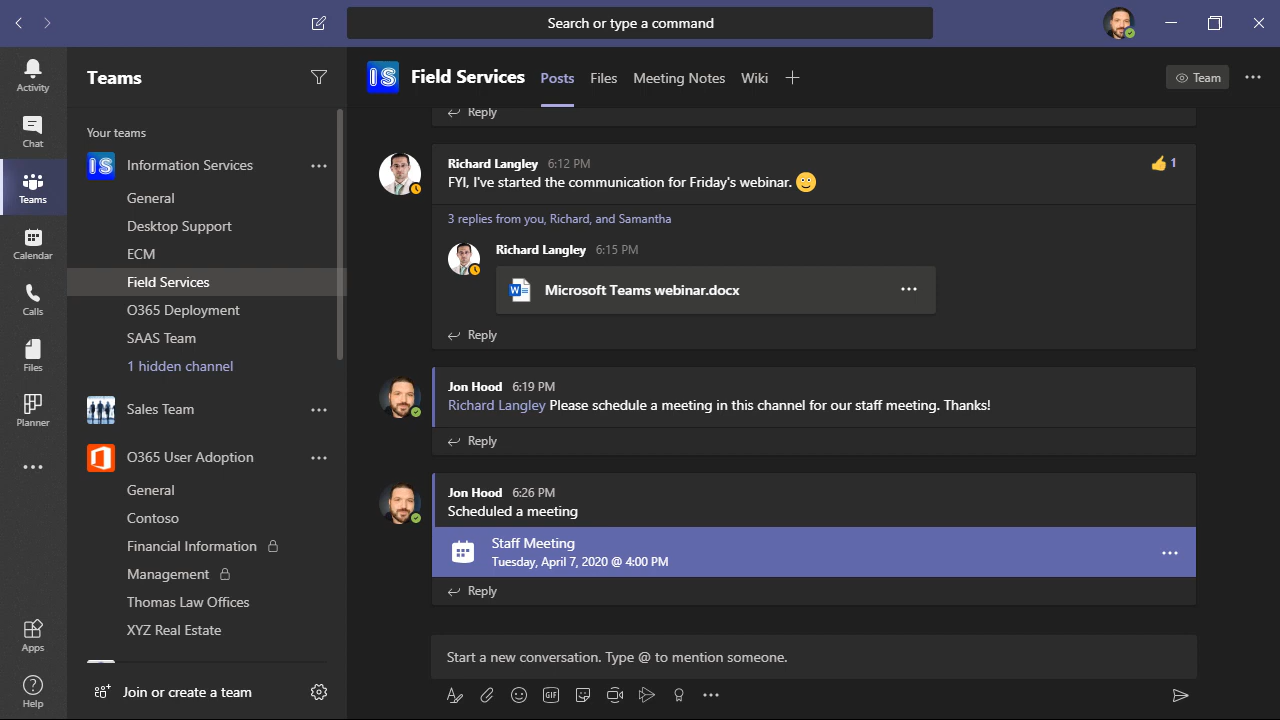 Search or type a command
Activity
Chat
Teams
Calendar
Calls
Files
Planner
Apps
Help
Teams
Your teams
IS Information Services
General
Desktop Support
ECM
Field Services
O365 Deployment
SAAS Team
1 hidden channel
Sales Team
O365 User Adoption
General
Contoso
Financial Information
Management
Thomas Law Offices
XYZ Real Estate
Join or create a team
IS Field Services Posts Files Meeting Notes Wiki
Team
Reply
Richard Langley 6:12 PM
1
FYI, I've started the communication for Friday's webinar.
3 replies from you, Richard, and Samantha
Richard Langley 6:15 PM
W Microsoft Teams webinar.docx
Reply
Jon Hood 6:19 PM
Richard Langley Please schedule a meeting in this channel for our staff meeting. Thanks!
Reply
Jon Hood 6:26 PM
Scheduled a meeting
Staff Meeting
Tuesday, April 7, 2020 @ 4:00 PM
Reply
Start a new conversation. Type @ to mention someone.
GIF